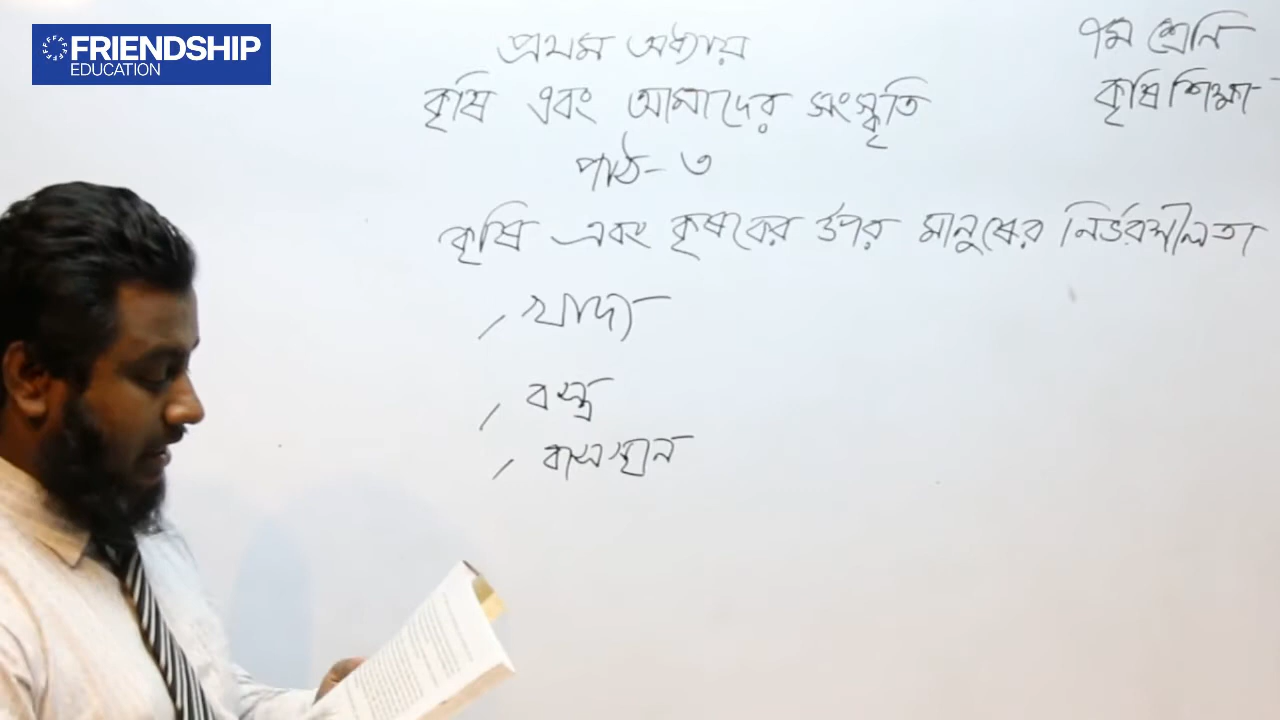 FRIENDSHIP
EDUCATION
৭ম শ্রেনি
কৃষি শিক্ষা
প্রথম অধ্যায়
কৃষি এবং আমাদের সংস্কৃতি
পাঠ- ৩
কৃষি এবং কৃষকের উপর মানুষের নির্ভরশীলতা
খাদ্য
বস্ত্র
বাসস্থান